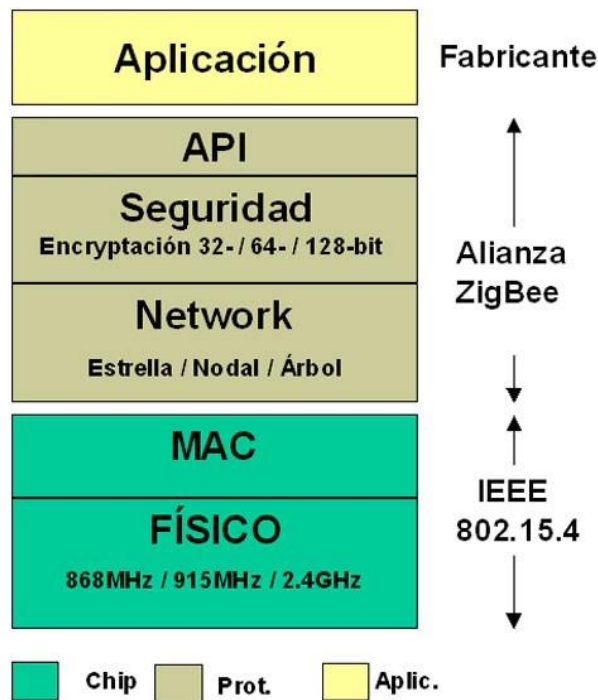 Aplicación
Fabricante
API
Seguridad
Encryptación 32- / 64- / 128-bit
Alianza
ZigBee
Network
Estrella / Nodal / Árbol
MAC
IEEE
802.15.4
FÍSICO
868MHz / 915MHz / 2.4GHz
Chip
Prot.
Aplic.